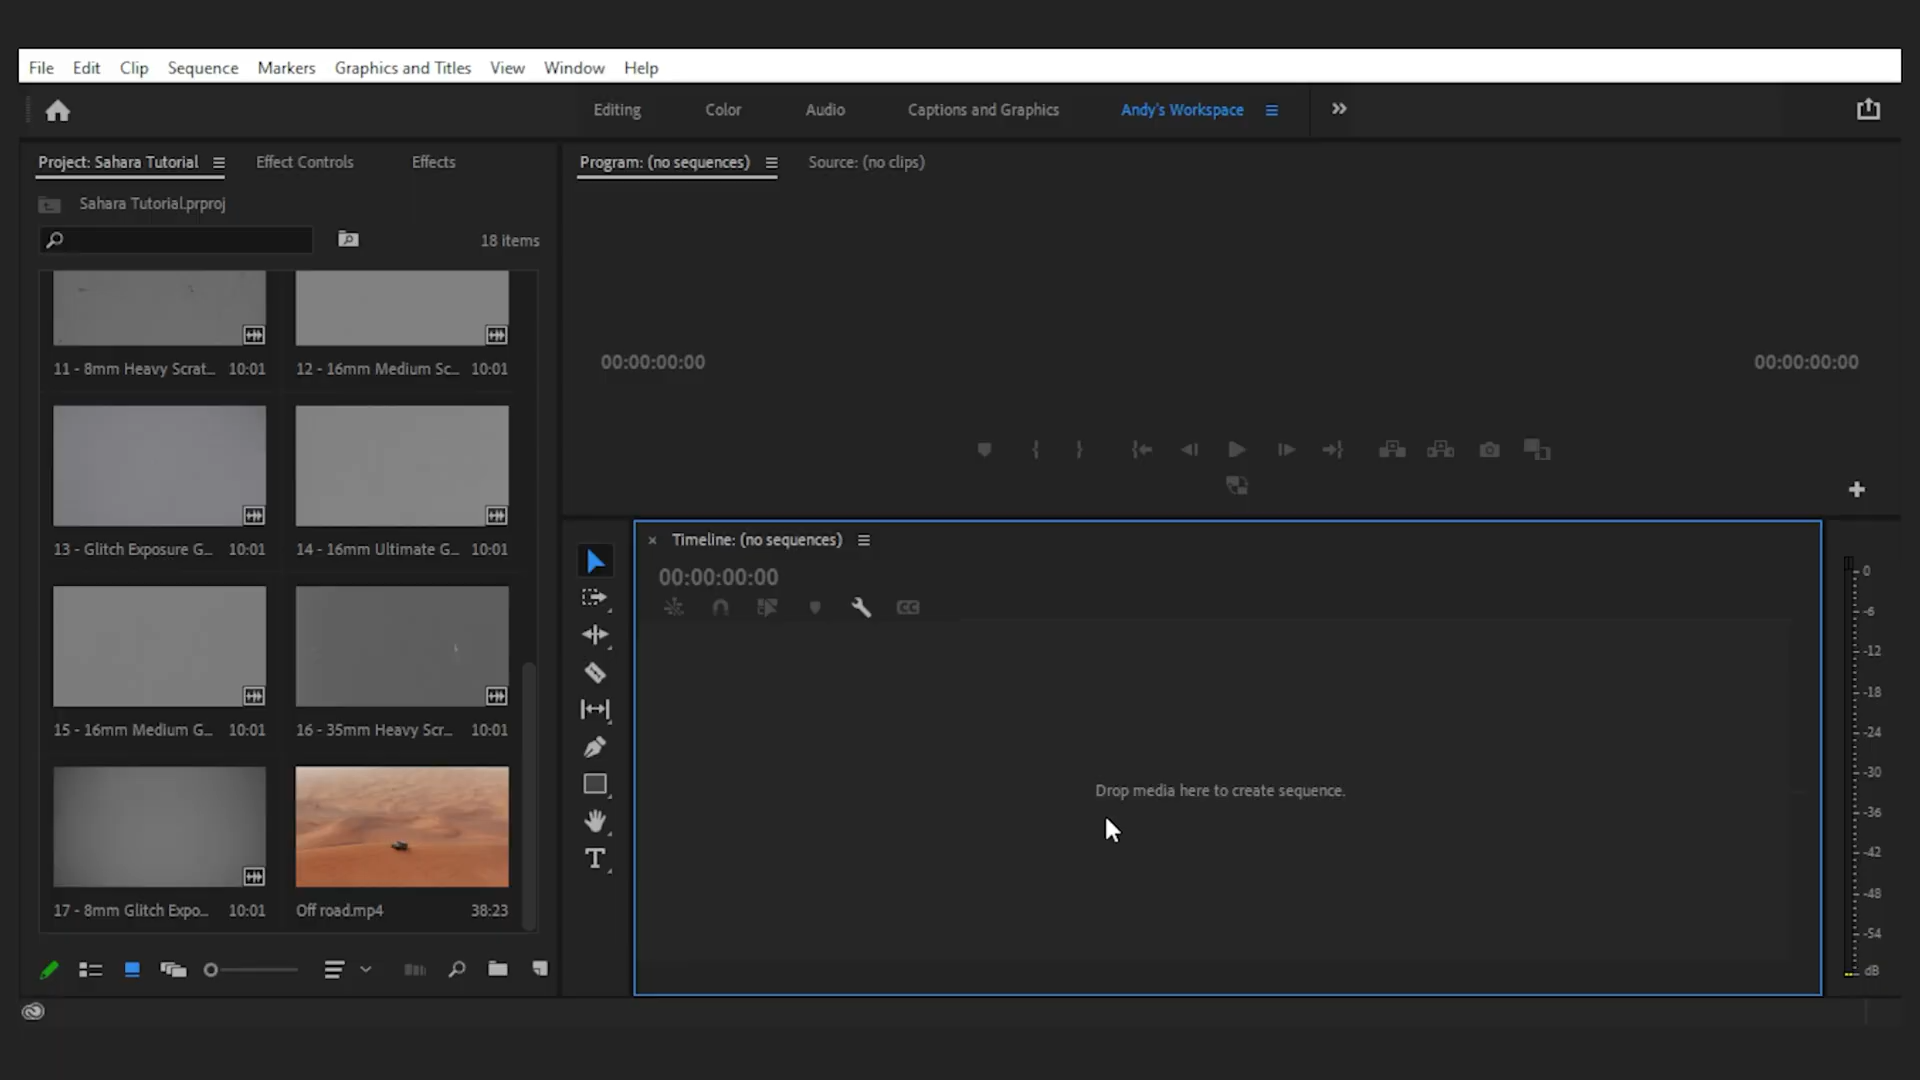 File Edit Clip Sequence Markers Graphics and Titles View Window Help
Editing Color Audio Captions and Graphics Andy's Workspace
Project: Sahara Tutorial Effect Controls Effects
Sahara Tutorial.prproj
18 items
11 - 8mm Heavy Scrat... 10:01
12 - 16mm Medium Sc... 10:01
13 - Glitch Exposure G... 10:01
14 - 16mm Ultimate G... 10:01
15 - 16mm Medium G... 10:01
16 - 35mm Heavy Scr... 10:01
17 - 8mm Glitch Expo... 10:01
Off road.mp4 38:23
Program: (no sequences) Source: (no clips)
00:00:00:00 00:00:00:00
Timeline: (no sequences)
00:00:00:00
CC
Drop media here to create sequence.
T
0
-6
-12
-18
-24
-30
-36
-42
-48
-54
dB